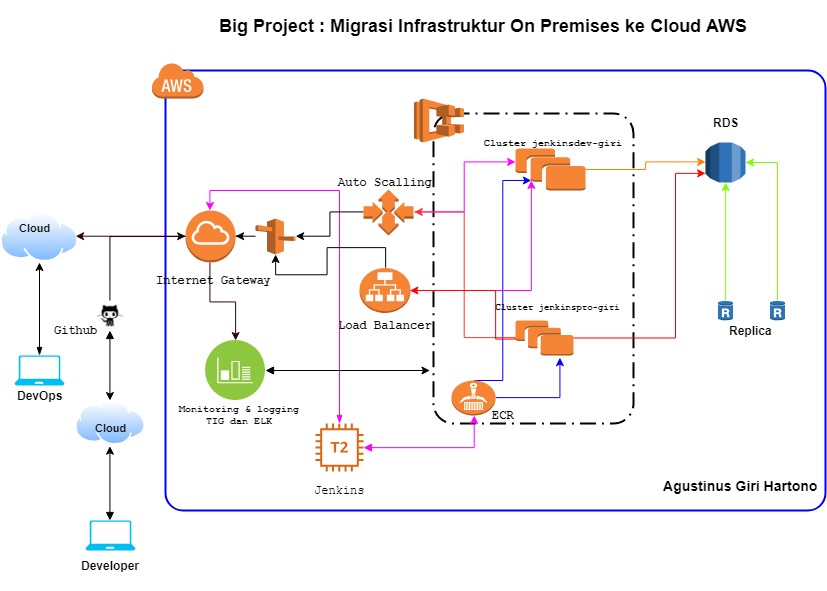 Big Project : Migrasi Infrastruktur On Premises ke Cloud AWS
AWS
RDS
Cluster jenkinsdev-giri
Auto Scalling
Cloud
Internet Gateway
Cluster jenkinspro-giri
R
R
Load Balancer
Github
Replica
DevOps
Monitoring & logging
TIG dan ELK
ECR
Cloud
T2
Jenkins
Agustinus Giri Hartono
Developer